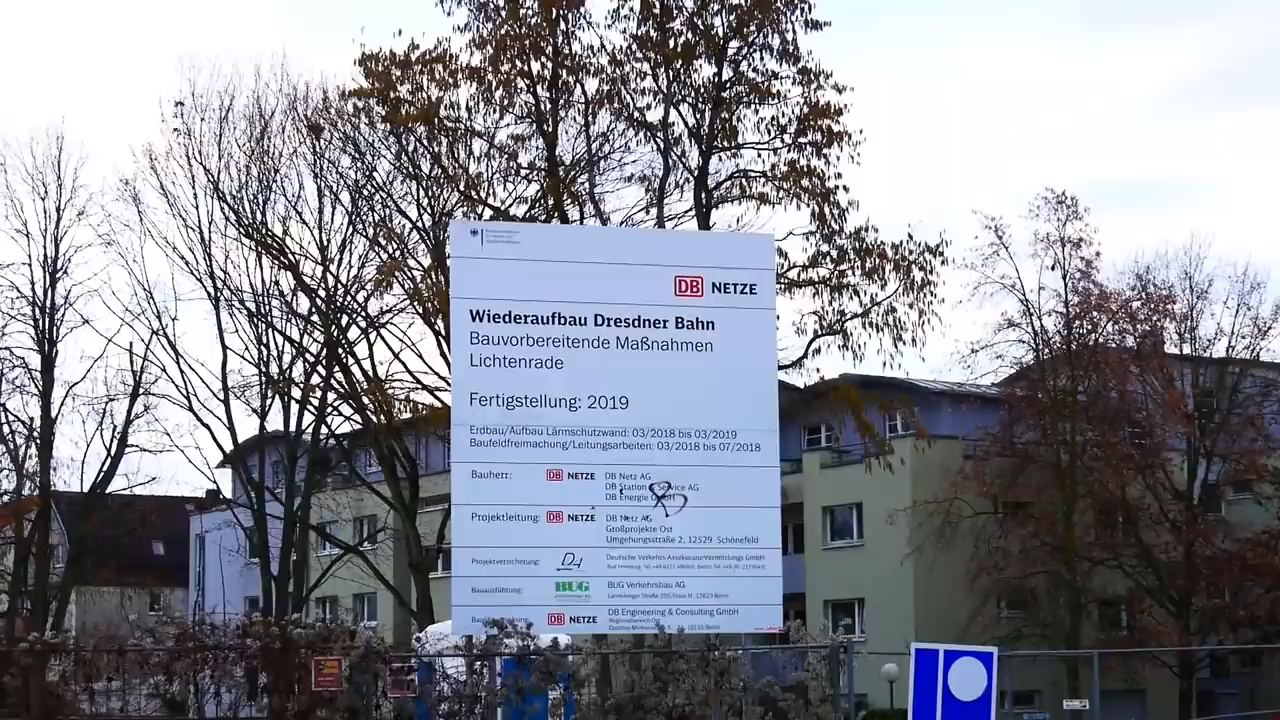 DB NETZE
Wiederaufbau Dresdner Bahn
Bauvorbereitende Maßnahmen
Lichtenrade
Fertigstellung: 2019
Erdbau/Aufbau Lärmschutzwand: 03/2018 bis 03/2019
Baufeldfreimachung/Leitungsarbeiten: 03/2018 bis 07/2018
Bauherr: DB NETZE DB Netz AG
DB Station Service AG
DB Energie GmbH
Projektleitung: DB NETZE DB Netz AG
Großprojekte Ost
Umgehungsstraße 2, 12529 Schönefeld
Projektversicherung: Deutsche Verkehrs-Assekuranz-Vermittlungs GmbH
Bauausführung: BUG BUG Verkehrsbau AG
Landsberger
DB NETZE DB Engineering & Consulting GmbH
Regionalbereich Ost